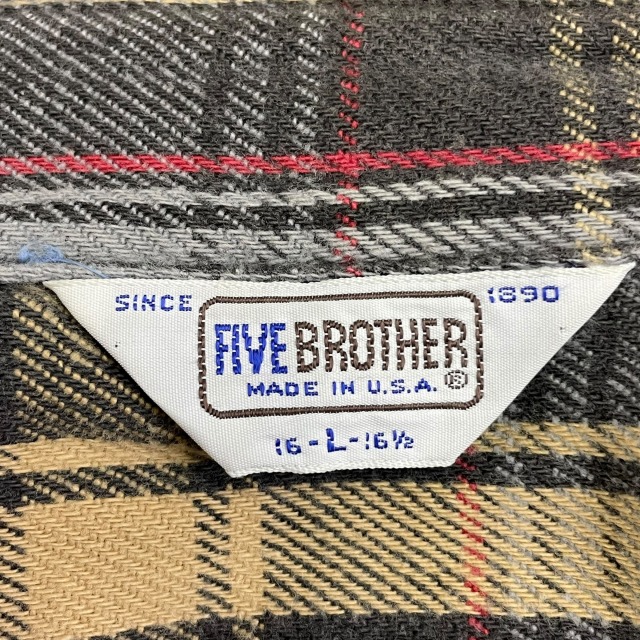 SINCE 1890
FIVE BROTHER
MADE IN U.S.A. ®
16-L-16½